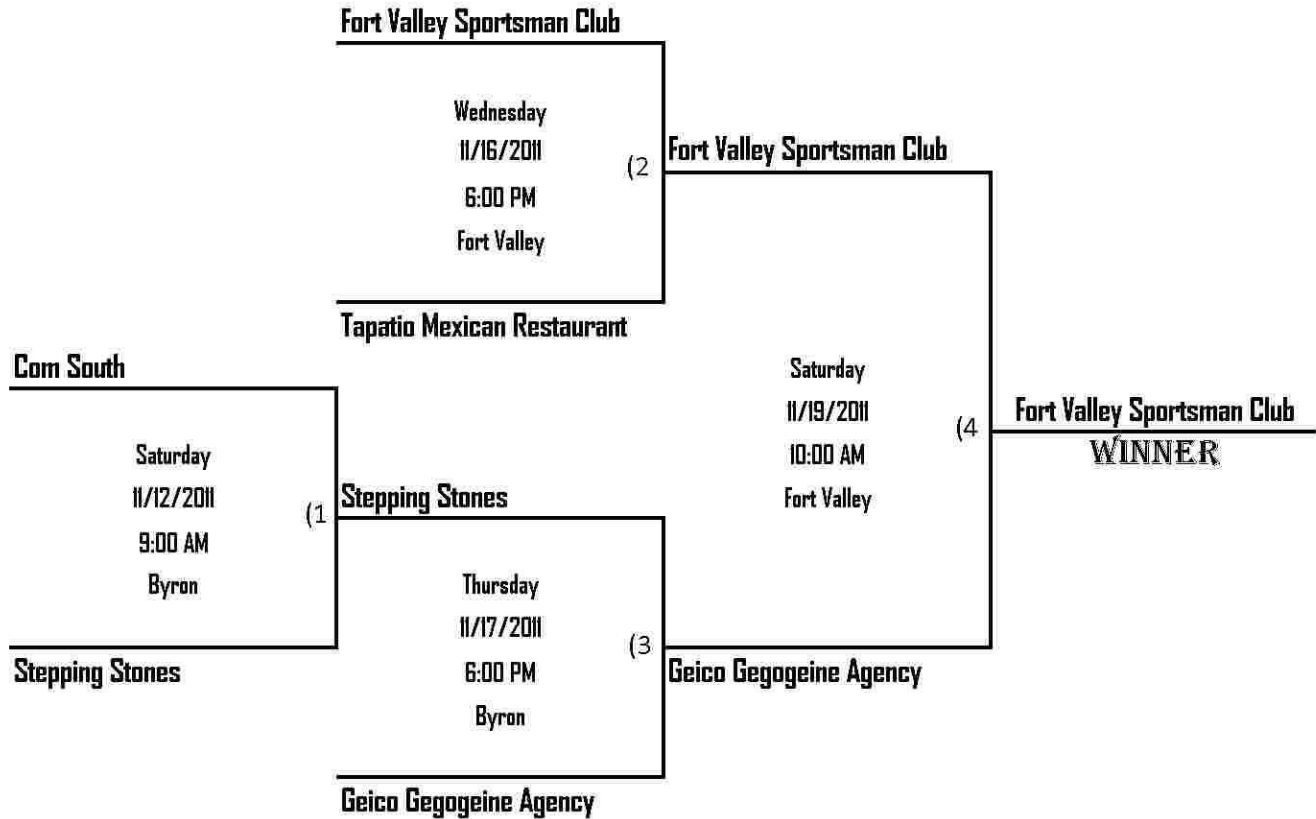 Fort Valley Sportsman Club
Wednesday
11/16/2011
6:00 PM
Fort Valley
(2
Fort Valley Sportsman Club
Tapatio Mexican Restaurant
Com South
Saturday
11/12/2011
9:00 AM
Byron
(1
Stepping Stones
Stepping Stones
Thursday
11/17/2011
6:00 PM
Byron
(3
Geico Gegogeine Agency
Geico Gegogeine Agency
Saturday
11/19/2011
10:00 AM
Fort Valley
(4
Fort Valley Sportsman Club
WINNER